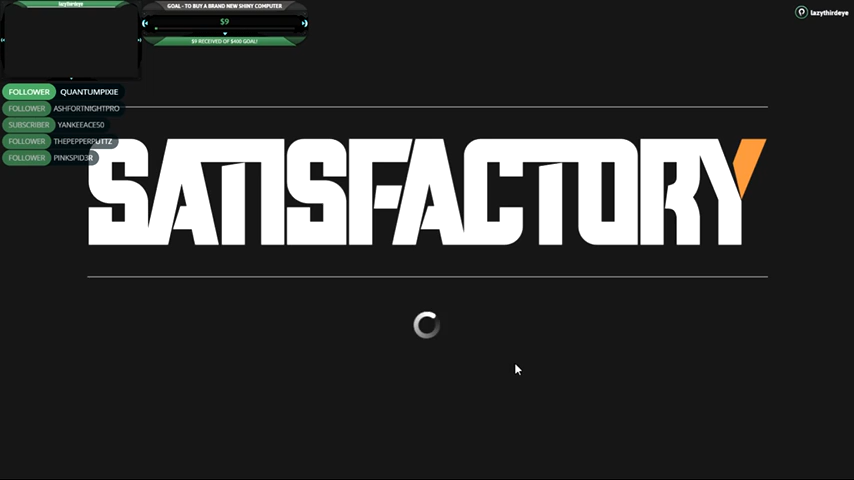 lazythirdeye
GOAL - TO BUY A BRAND NEW SHINY COMPUTER
$9
$9 RECEIVED OF $400 GOAL!
lazythirdeye
FOLLOWER QUANTUMPIXIE
FOLLOWER ASHFORTNIGHTPRO
SUBSCRIBER YANKEEACE50
FOLLOWER THEPEPPERPUTTZ
FOLLOWER PINKSPID3R
SATISFACTORY